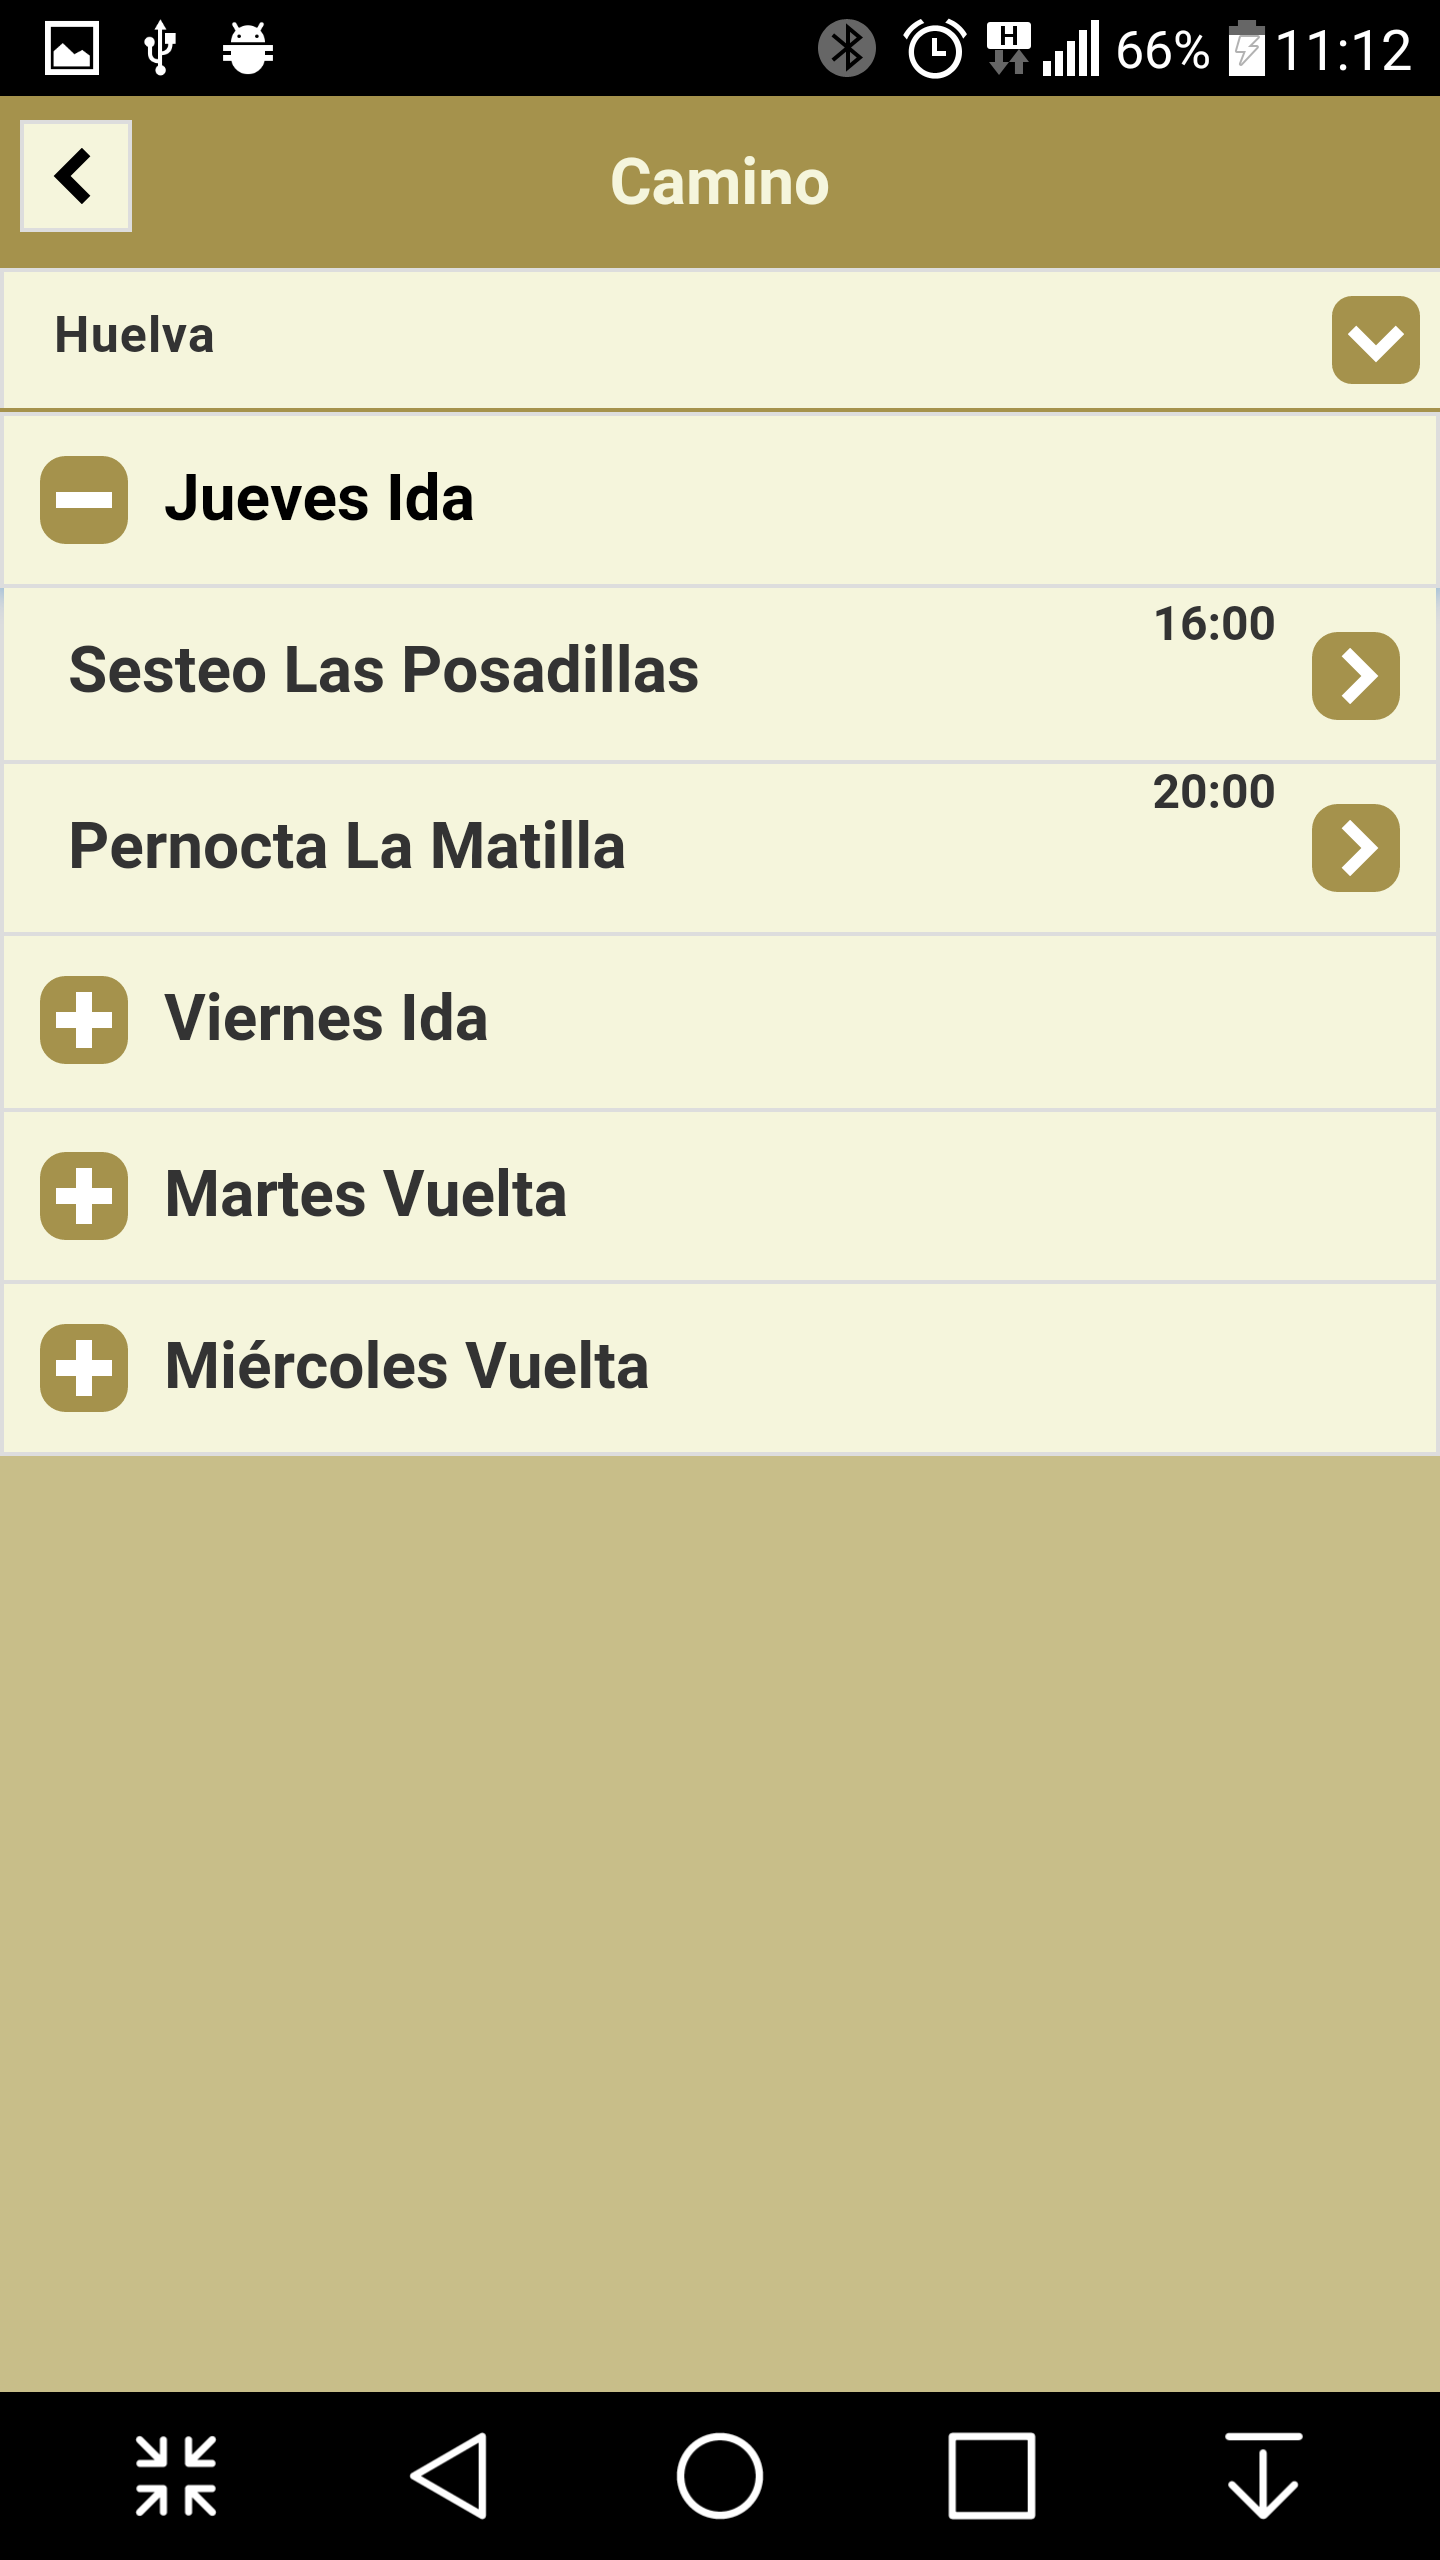 H 66% 11:12
Camino
Huelva
Jueves Ida
16:00
Sesteo Las Posadillas
20:00
Pernocta La Matilla
Viernes Ida
Martes Vuelta
Miércoles Vuelta